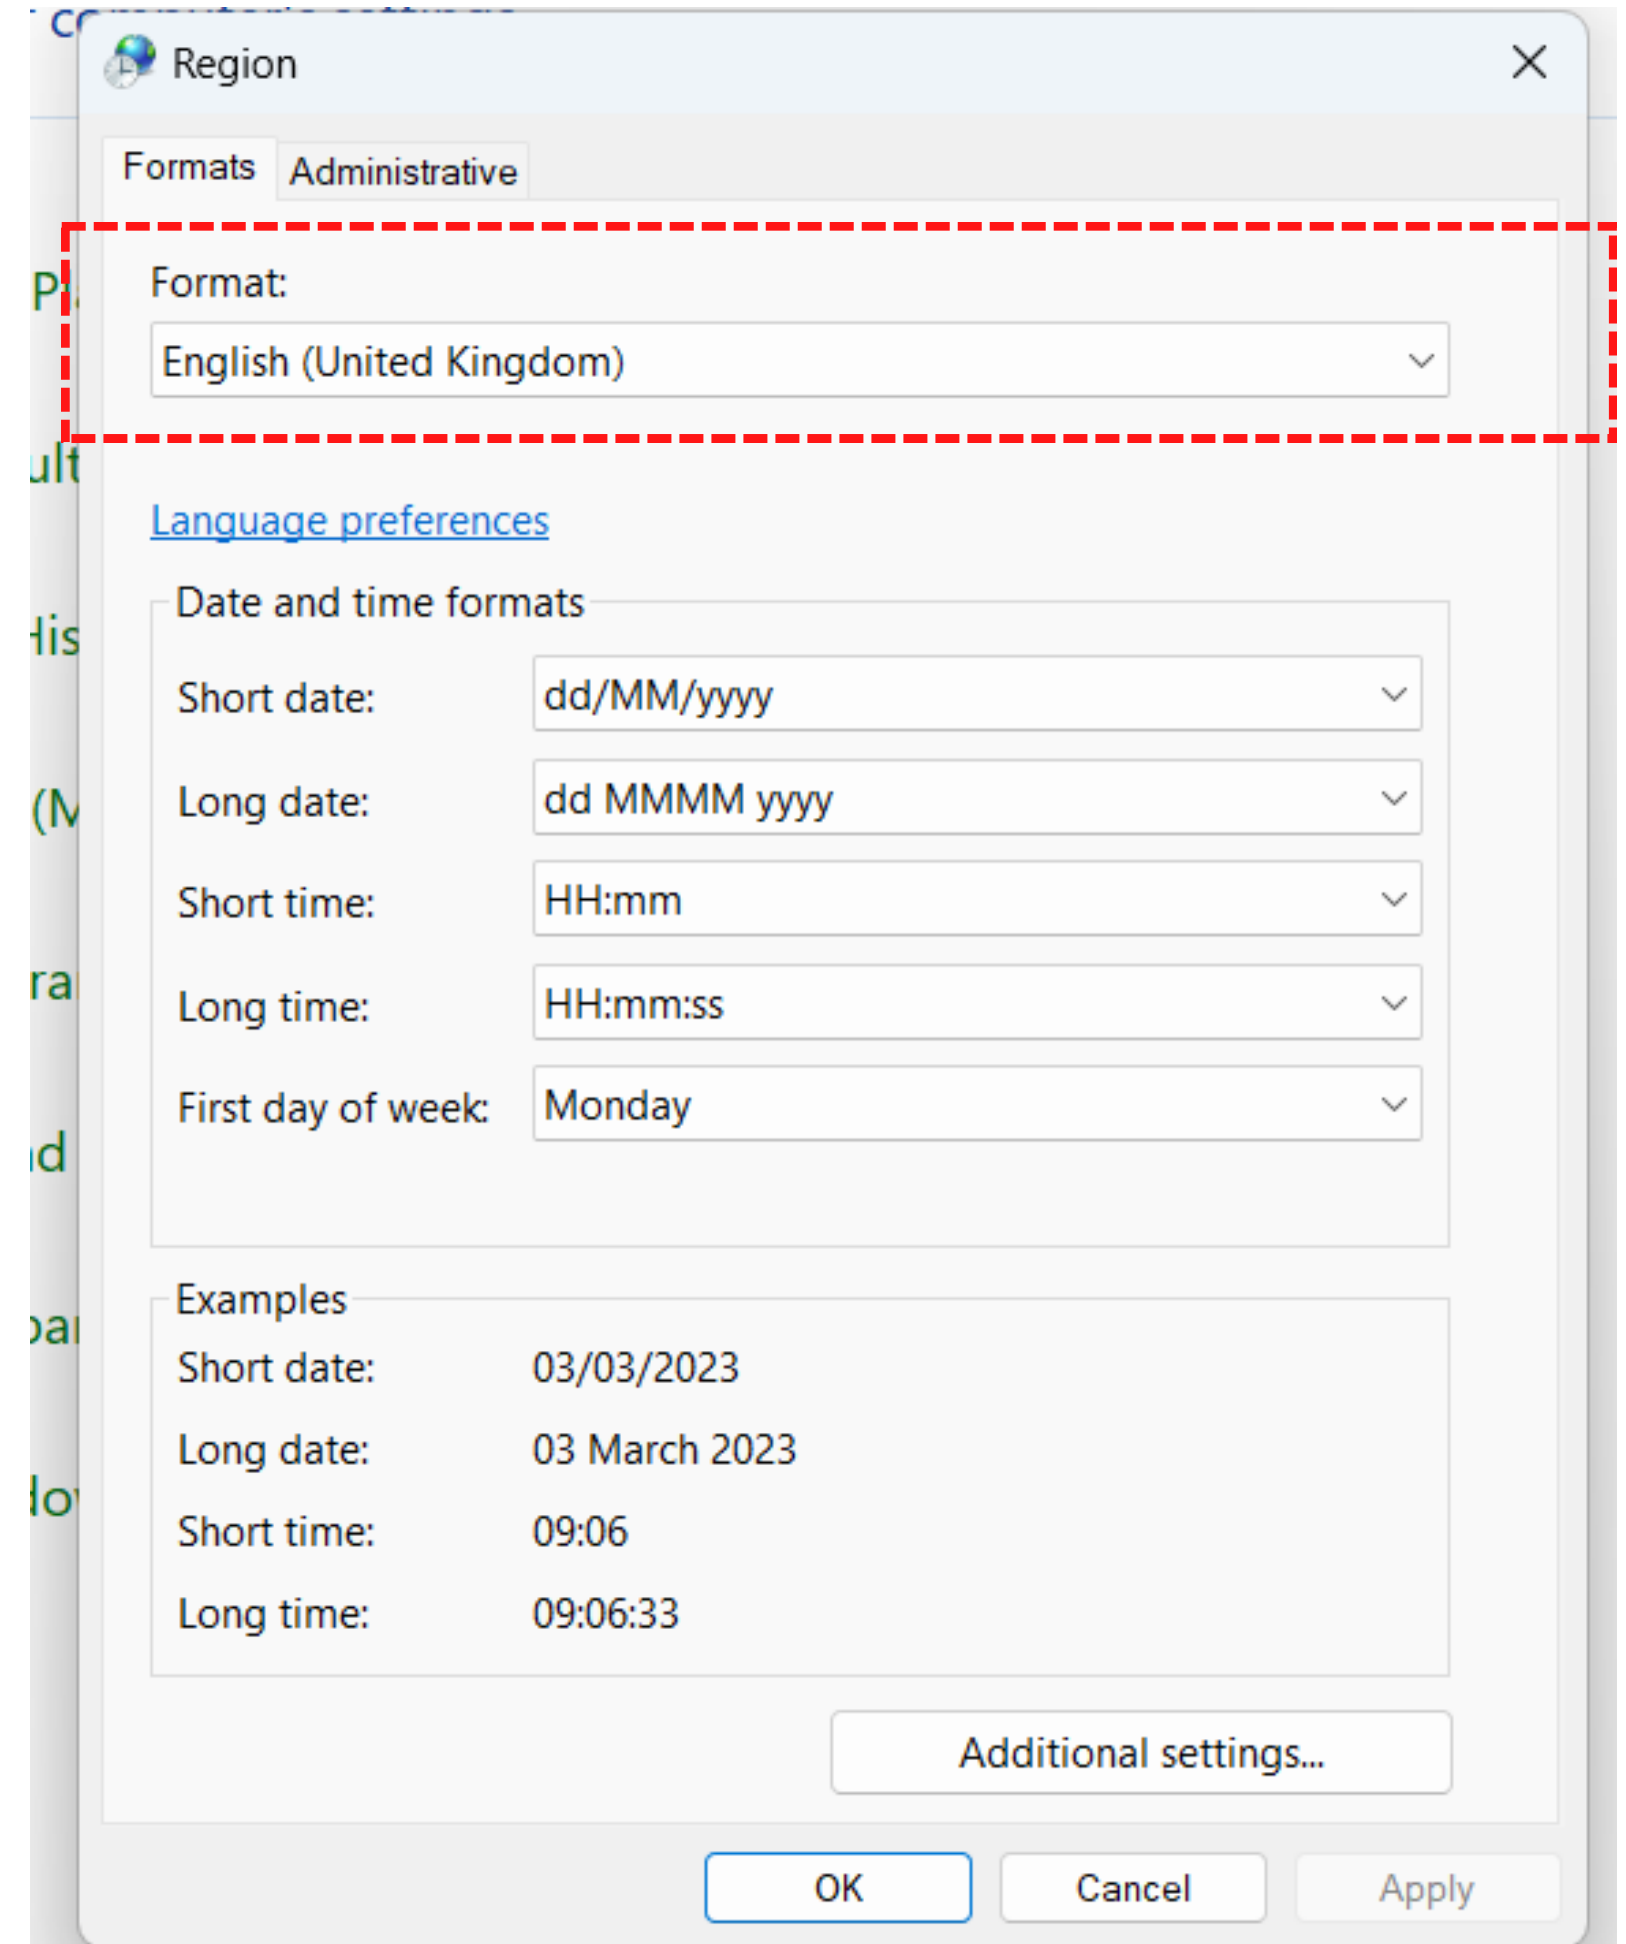 computer's settings
Region
Formats Administrative
Format:
English (United Kingdom)
Language preferences
Date and time formats
Short date: dd/MM/yyyy
Long date: dd MMMM yyyy
Short time: HH:mm
Long time: HH:mm:ss
First day of week: Monday
Examples
Short date: 03/03/2023
Long date: 03 March 2023
Short time: 09:06
Long time: 09:06:33
Additional settings...
OK Cancel Apply